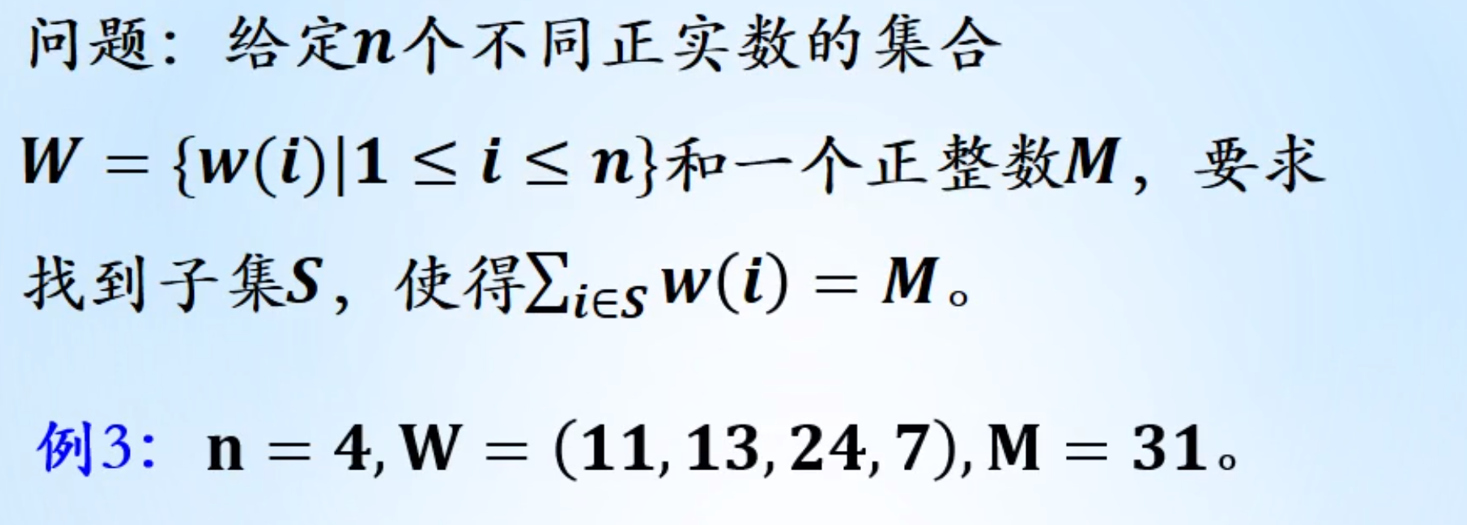 问题：给定n个不同正实数的集合
W = {w(i)|1 ≤ i ≤ n}和一个正整数M，要求
找到子集S，使得∑i∈S w(i) = M。
例3：n = 4, W = (11, 13, 24, 7), M = 31。